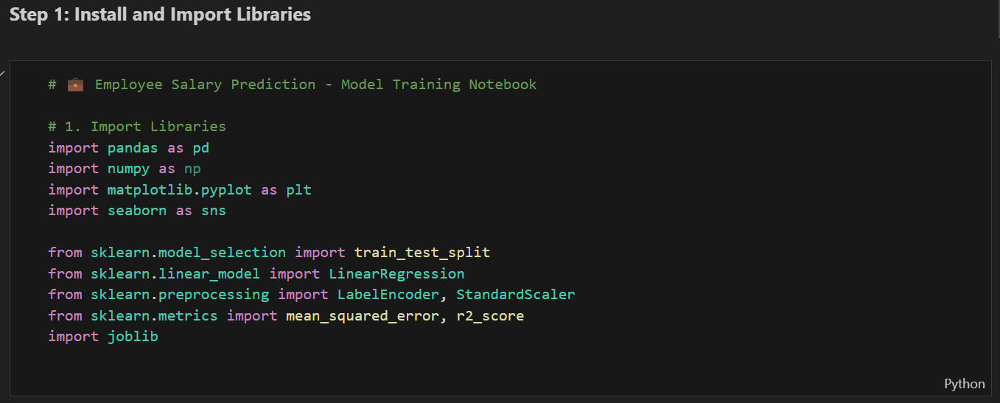 Step 1: Install and Import Libraries
# 💼 Employee Salary Prediction - Model Training Notebook
# 1. Import Libraries
import pandas as pd
import numpy as np
import matplotlib.pyplot as plt
import seaborn as sns
from sklearn.model_selection import train_test_split
from sklearn.linear_model import LinearRegression
from sklearn.preprocessing import LabelEncoder, StandardScaler
from sklearn.metrics import mean_squared_error, r2_score
import joblib
Python